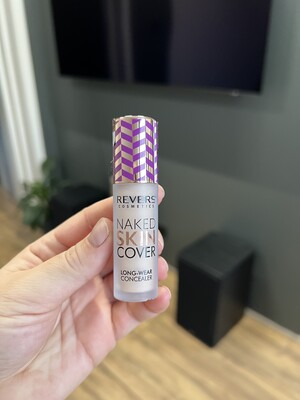 REVERS
COSMETICS
NAKED
SKIN
COVER
LONG-WEAR
CONCEALER